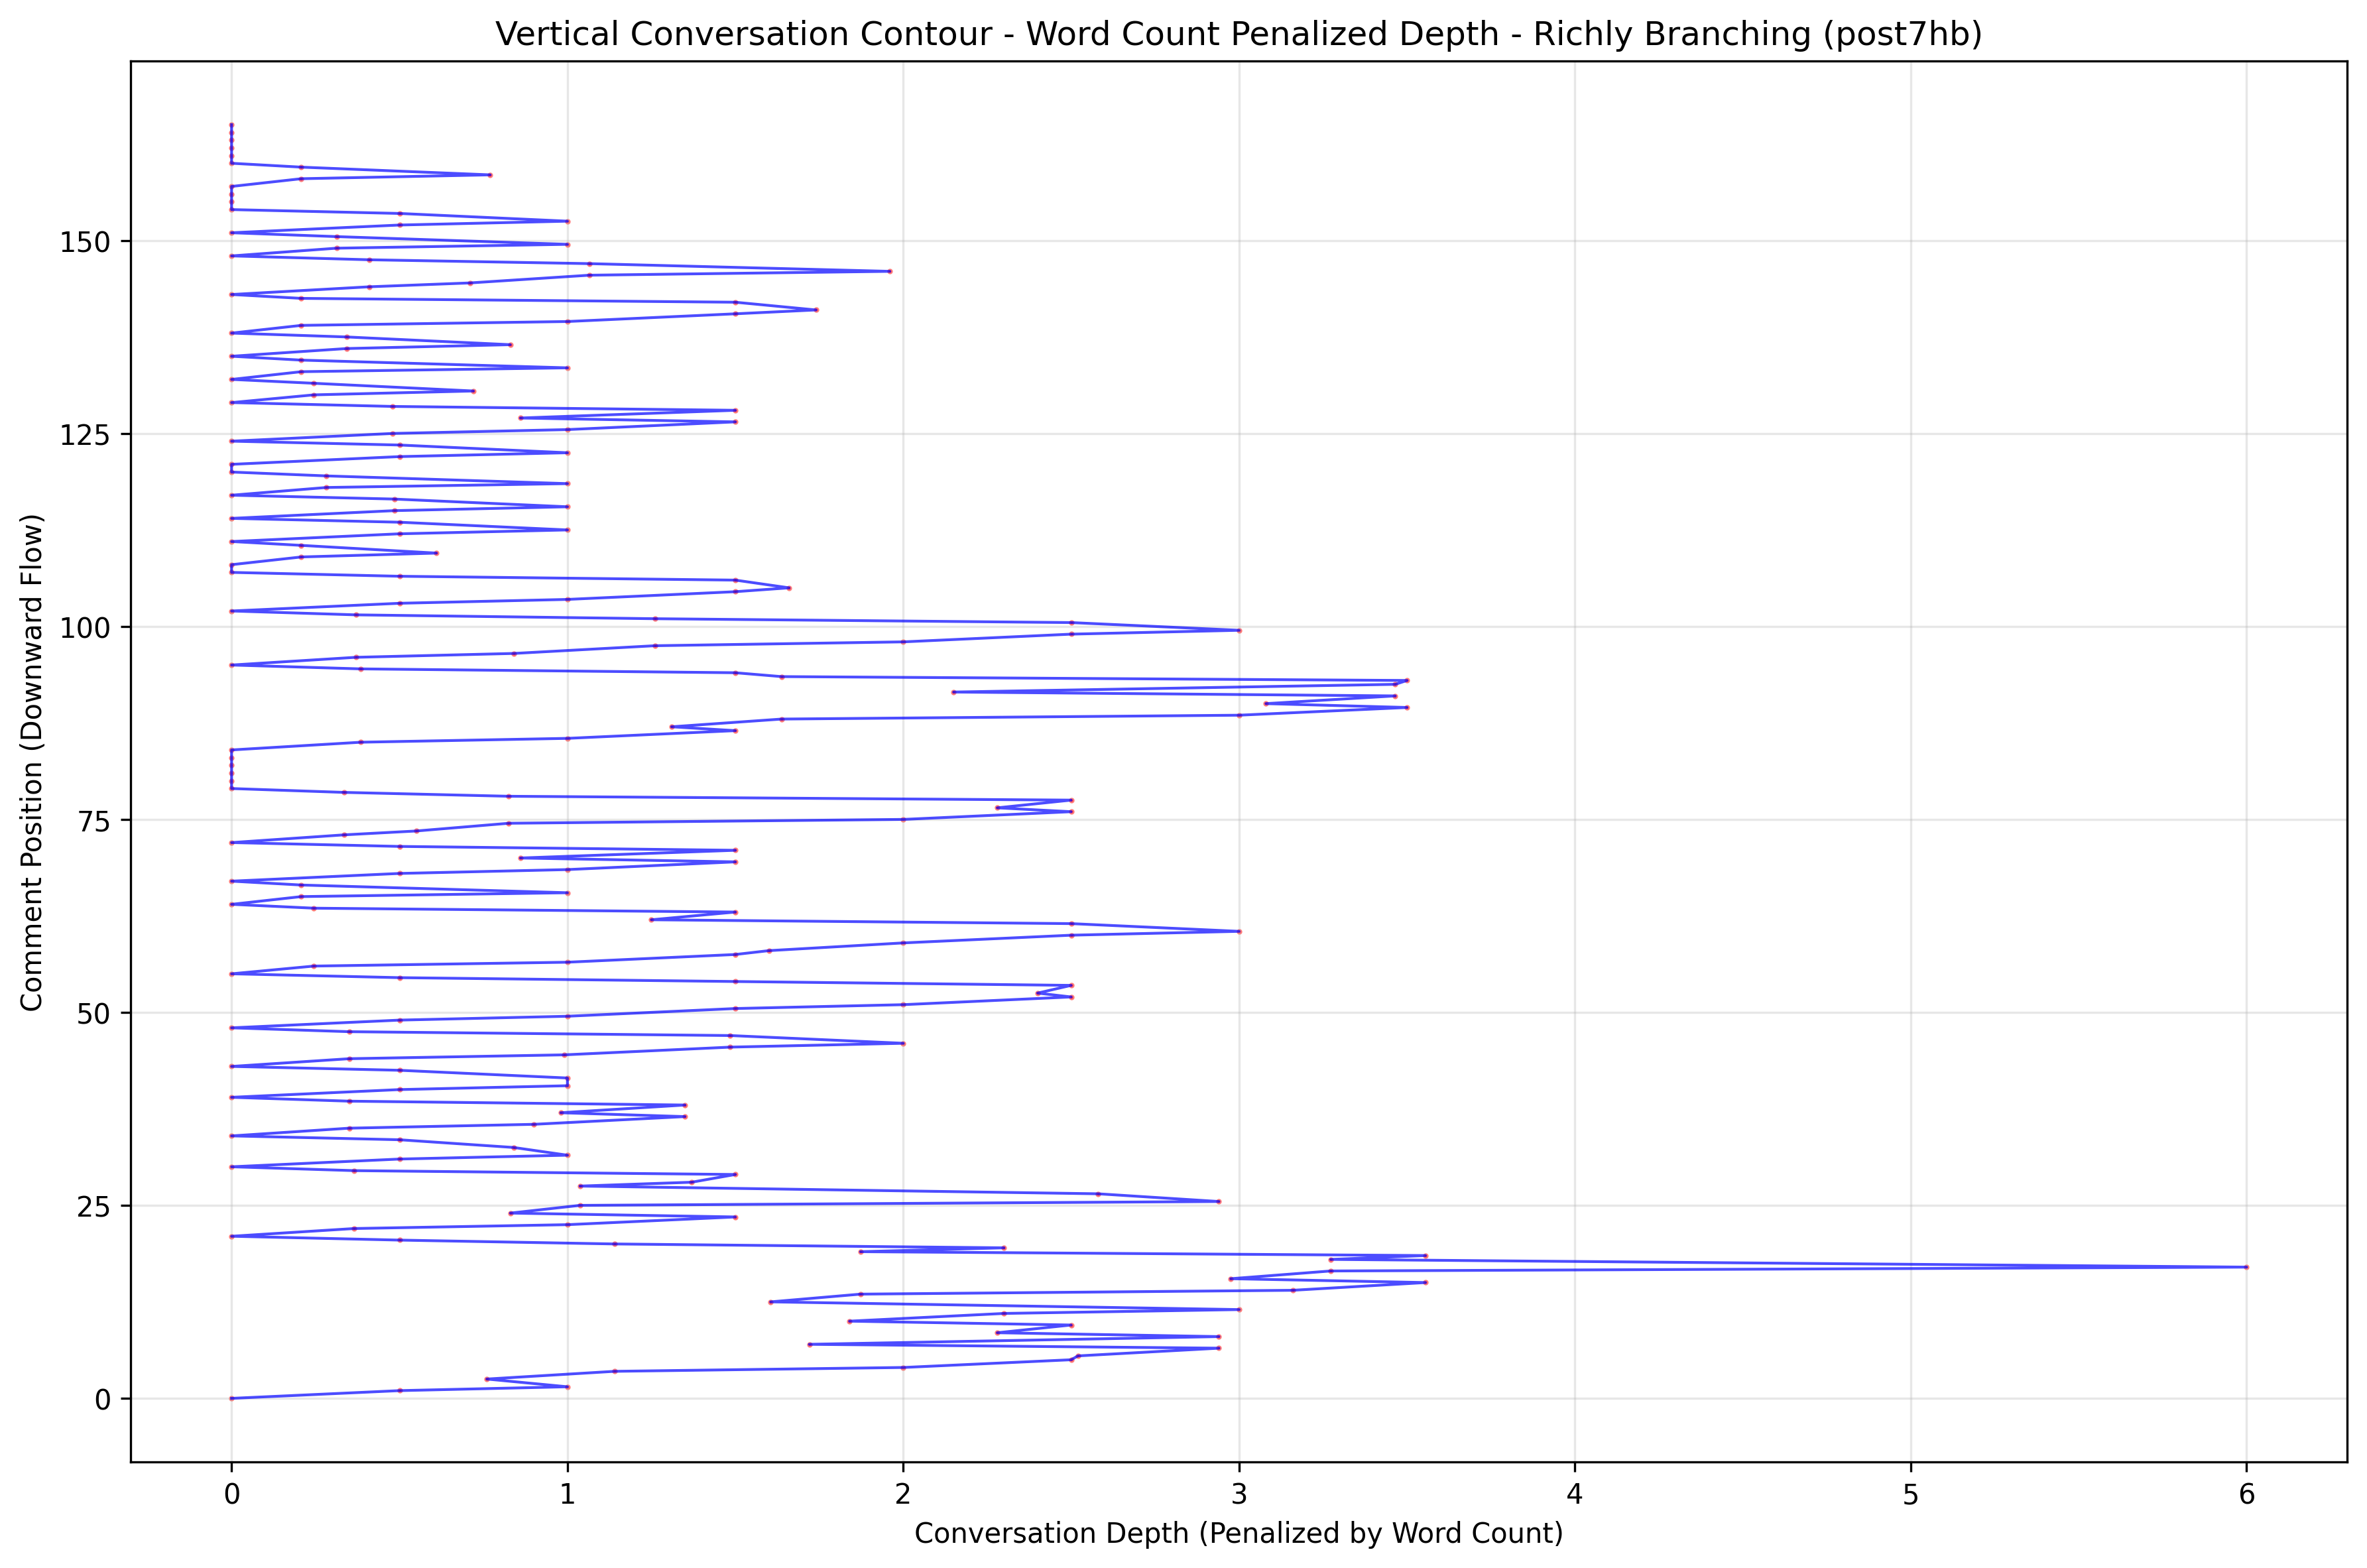 Vertical Conversation Contour - Word Count Penalized Depth - Richly Branching (post7hb)
Comment Position (Downward Flow)
150
125
100
75
50
25
0
0 1 2 3 4 5 6
Conversation Depth (Penalized by Word Count)